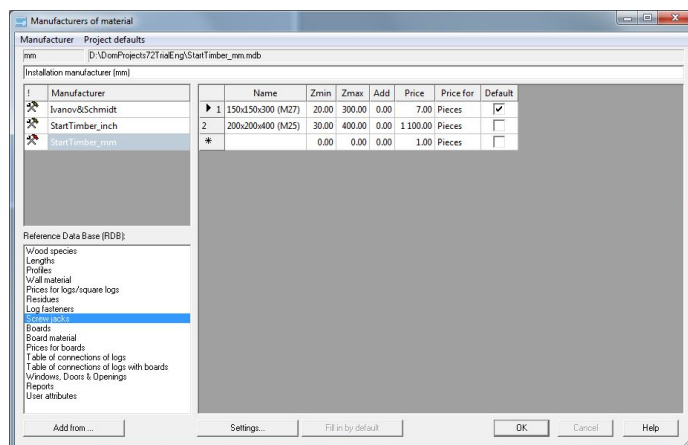 Manufacturers of material
Manufacturer Project defaults
mm D:\DomProjects72TrialEng\StartTimber_mm.mdb
Installation manufacturer (mm)
! Manufacturer
Ivanov&Schmidt
StartTimber_inch
StartTimber_mm
Name Zmin Zmax Add Price Price for Default
1 150x150x300 (M27) 20.00 300.00 0.00 7.00 Pieces
2 200x200x400 (M25) 30.00 400.00 0.00 1 100.00 Pieces
* 0.00 0.00 0.00 1.00 Pieces
Reference Data Base (RDB):
Wood species
Lengths
Profiles
Wall material
Prices for logs/square logs
Residues
Log fasteners
Screw jacks
Boards
Board material
Prices for boards
Table of connections of logs
Table of connections of logs with boards
Windows, Doors & Openings
Reports
User attributes
Add from ... Settings... Fill in by default OK Cancel Help